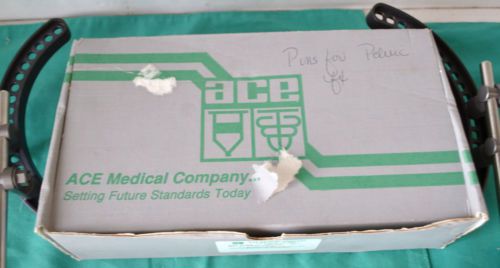 Pins for Pelvic
ace
ACE Medical Company...
Setting Future Standards Today